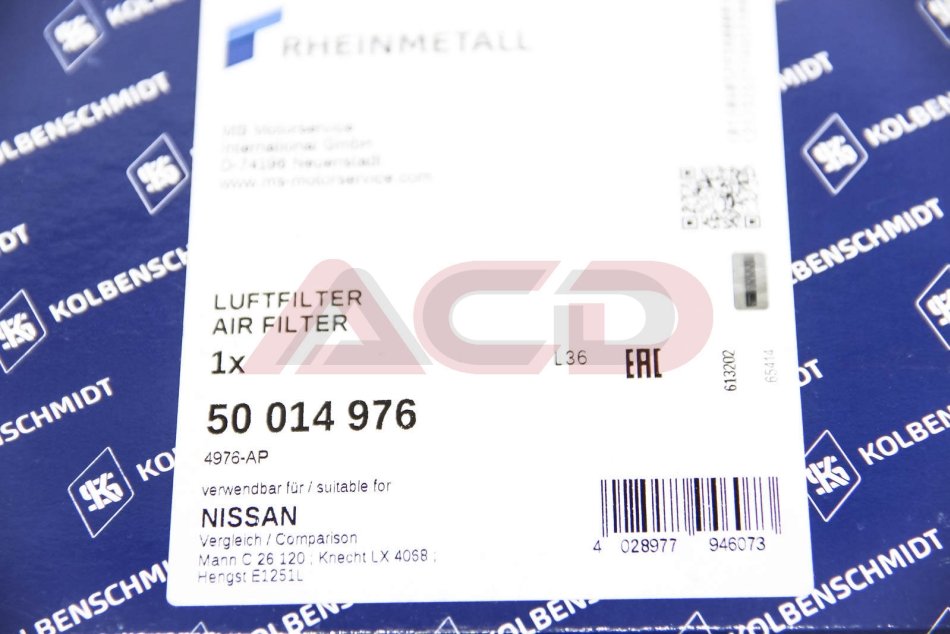 RHEINMETALL
MS Motorservice
International GmbH
D-74196 Neuenstadt
www.ms-motorservice.com
LUFTFILTER
AIR FILTER
1x
L36
EAC
613202
65414
50 014 976
4976-AP
verwendbar für / suitable for
NISSAN
Vergleich / Comparison
Mann C 26 120 ; Knecht LX 4068 ;
Hengst E1251L
4 028977 946073
ACD
KOLBENSCHMIDT
KOLBENSCHMIDT
KOLBENSCHMIDT
KOLBENSCHMIDT
KOLBENSCHMIDT
KOLBENSCHMIDT
KOLBENSCHMIDT